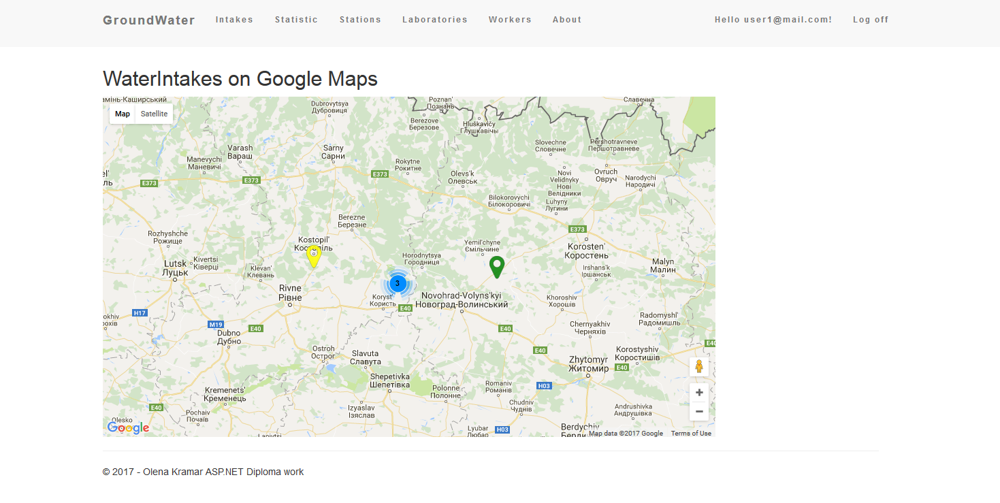 GroundWater Intakes Statistic Stations Laboratories Workers About Hello user1@mail.com! Log off
WaterIntakes on Google Maps
амінь-Каширський
Map Satellite
Dubrovytsya
Дубровиця
Poznan'
Познань
Славечна
Berezove
Березове
Hluškavičy
Глушкавічы
Varash
Вараш
Sarny
Сарни
Slovechne
Словечне
Pershotravneve
Першотравневе
Manevychi
Маневичі
Rokytne
Рокитне
E373
E373
E373
Olevs'k
Олевськ
Novi
Velidnyky
Нові
Велідники
Ovruch
Овруч
Narodychi
Народичі
el'
ль
Bilokorovychi
Білокоровичі
Luhyny
Лугини
Berezne
Березне
E373
Rozhyshche
Рожище
Kostopil'
Костопіль
Yemil'chyne
Ємільчине
Korosten'
Коростень
Lutsk
Луцьк
Kivertsi
Ківерці
Klevan'
Клевань
Horodnytsya
Городниця
Irshans'k
Іршанськ
Malyn
Малин
3
Rivne
Рівне
Koryst'
Користь
Novohrad-Volyns'kyi
Новоград-Волинський
Khoroshiv
Хорошів
E40
H17
okhiv
рохів
M19
E40
E40
Radomyshl'
Радомишль
Chernyakhiv
Черняхів
Dubno
Дубно
E40
E40
Ostroh
Острог
Slavuta
Славута
Korostyshiv
Коростишів
Zhytomyr
Житомир
E40
Shepetivka
Шепетівка
Polonne
Полонне
Romaniv
Романів
H03
Kremenets'
Кременець
E40
Izyaslav
Ізяслав
Chudniv
Чуднів
Andrushivka
Андрушівка
Pochaiv
Почаїв
Olesko
Google
Lyubar
Любар
H03
Berdychiv
Lanivtsi
Map data ©2017 Google Terms of Use
© 2017 - Olena Kramar ASP.NET Diploma work